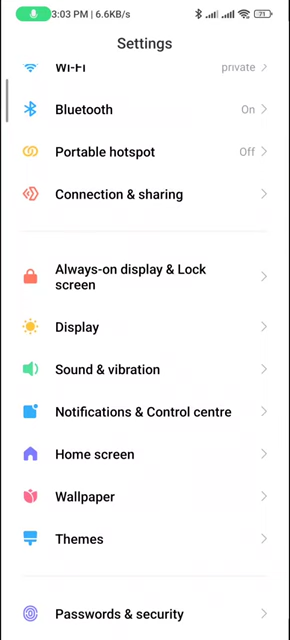 3:03 PM | 6.6KB/s 71
Settings
Wi-Fi private
Bluetooth On
Portable hotspot Off
Connection & sharing
Always-on display & Lock
screen
Display
Sound & vibration
Notifications & Control centre
Home screen
Wallpaper
Themes
Passwords & security